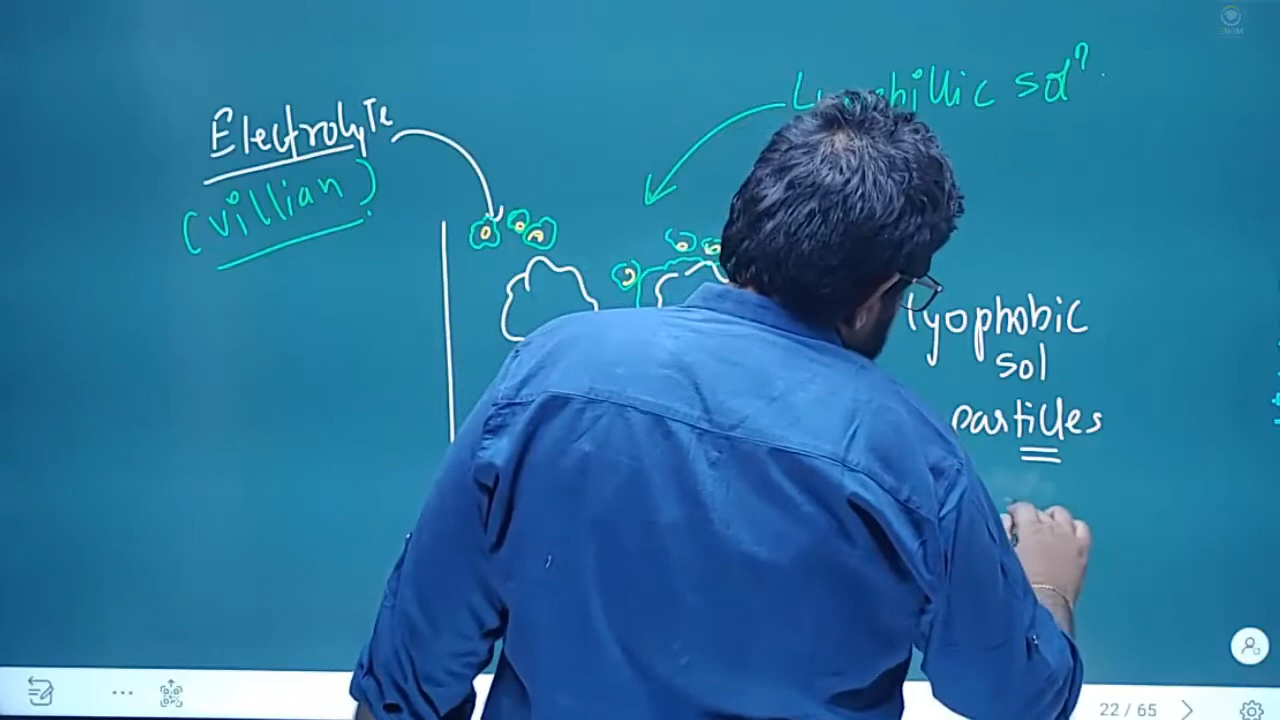 Electrolyte
(villian)
sol?
lyophobic
sol
particles
22 / 65